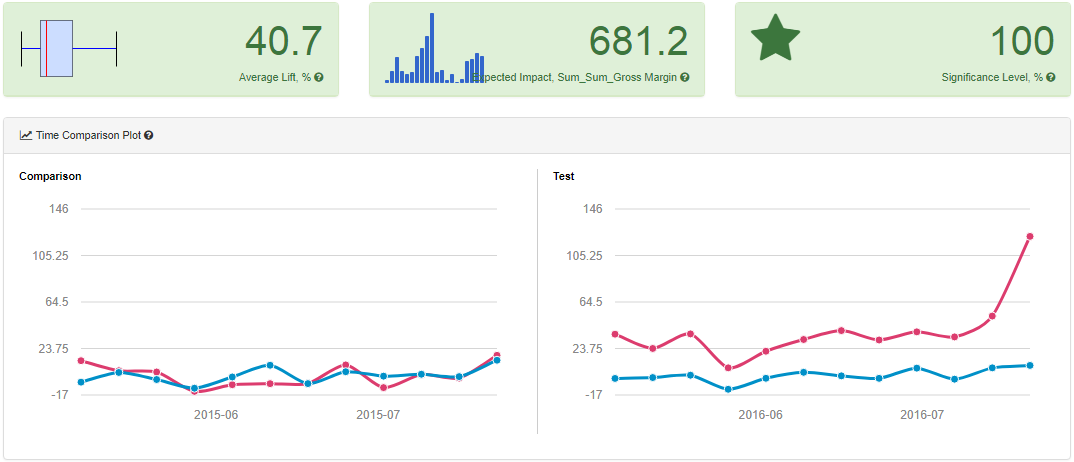 40.7
Average Lift, %
681.2
Expected Impact, Sum_Sum_Gross Margin
100
Significance Level, %
Time Comparison Plot
Comparison
146
105.25
64.5
23.75
-17
2015-06 2015-07
Test
146
105.25
64.5
23.75
-17
2016-06 2016-07